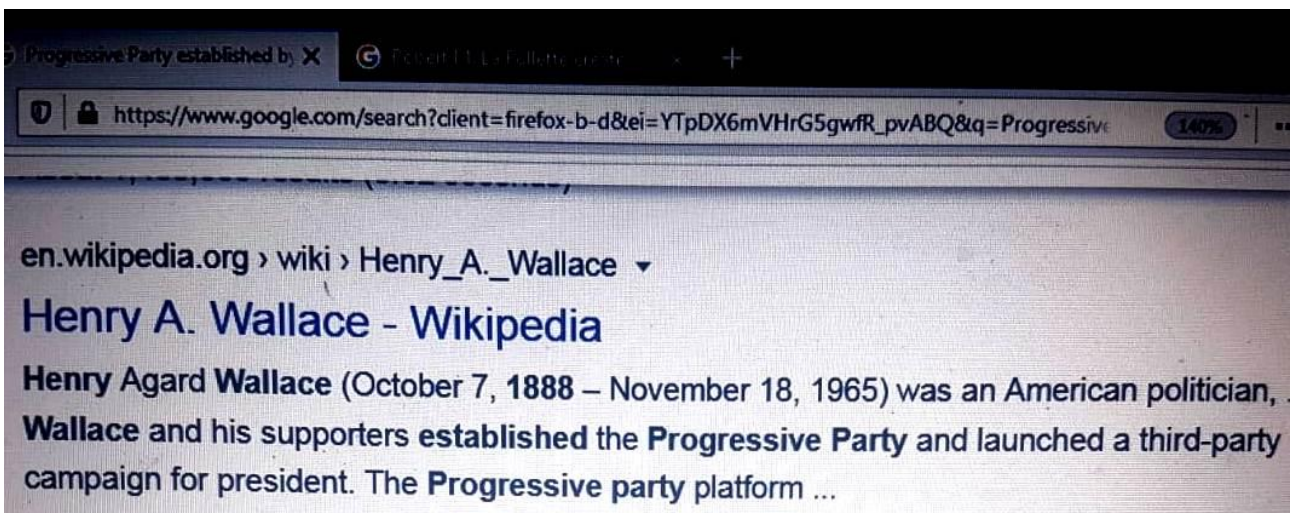 Progressive Party established by
https://www.google.com/search?client=firefox-b-d&ei=YTpDX6mVHrG5gwfR_pvABQ&q=Progressive
140%
en.wikipedia.org › wiki › Henry_A._Wallace
Henry A. Wallace - Wikipedia
Henry Agard Wallace (October 7, 1888 – November 18, 1965) was an American politician, .
Wallace and his supporters established the Progressive Party and launched a third-party
campaign for president. The Progressive party platform ...